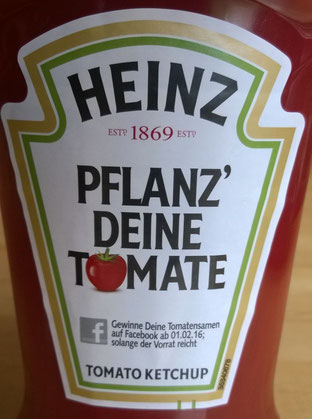 HEINZ
ESTD 1869 ESTD
PFLANZ'
DEINE
TOMATE
f
Gewinne Deine Tomatensamen
auf Facebook ab 01.02.16;
solange der Vorrat reicht
TOMATO KETCHUP